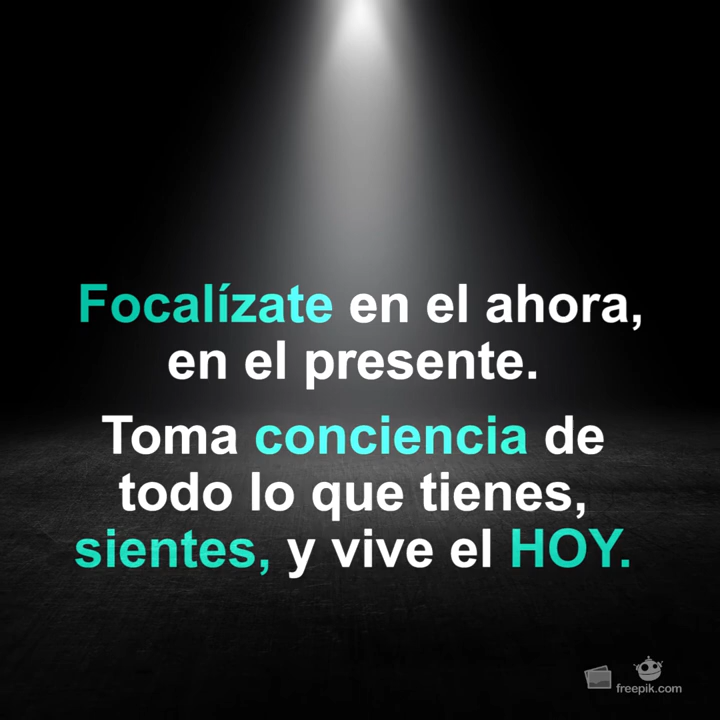 Focalízate en el ahora,
en el presente.
Toma conciencia de
todo lo que tienes,
sientes, y vive el HOY.
freepik.com